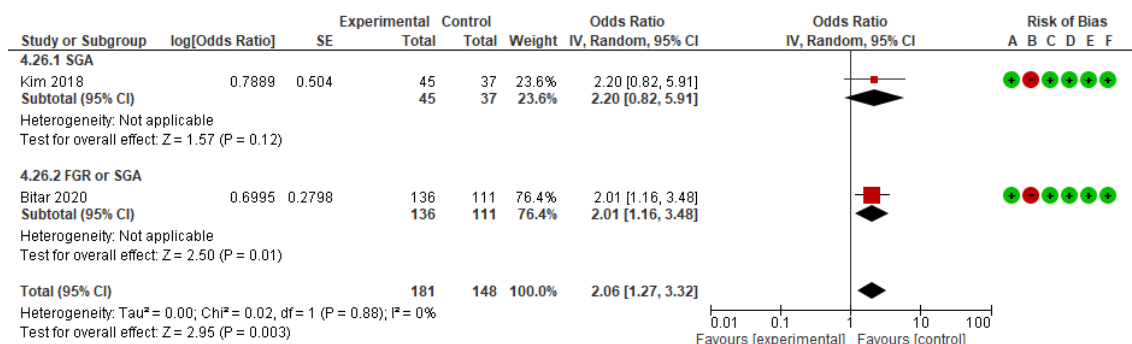 Experimental Control Odds Ratio Odds Ratio Risk of Bias
Study or Subgroup log[Odds Ratio] SE Total Total Weight IV, Random, 95% CI IV, Random, 95% CI A B C D E F
4.26.1 SGA
Kim 2018 0.7889 0.504 45 37 23.6% 2.20 [0.82, 5.91] + - + + + +
Subtotal (95% CI) 45 37 23.6% 2.20 [0.82, 5.91]
Heterogeneity: Not applicable
Test for overall effect: Z = 1.57 (P = 0.12)
4.26.2 FGR or SGA
Bitar 2020 0.6995 0.2798 136 111 76.4% 2.01 [1.16, 3.48] + - + + + +
Subtotal (95% CI) 136 111 76.4% 2.01 [1.16, 3.48]
Heterogeneity: Not applicable
Test for overall effect: Z = 2.50 (P = 0.01)
Total (95% CI) 181 148 100.0% 2.06 [1.27, 3.32]
Heterogeneity: Tau² = 0.00; Chi² = 0.02, df = 1 (P = 0.88); I² = 0%
Test for overall effect: Z = 2.95 (P = 0.003)
0.01 0.1 1 10 100
Favours [experimental] Favours [control]